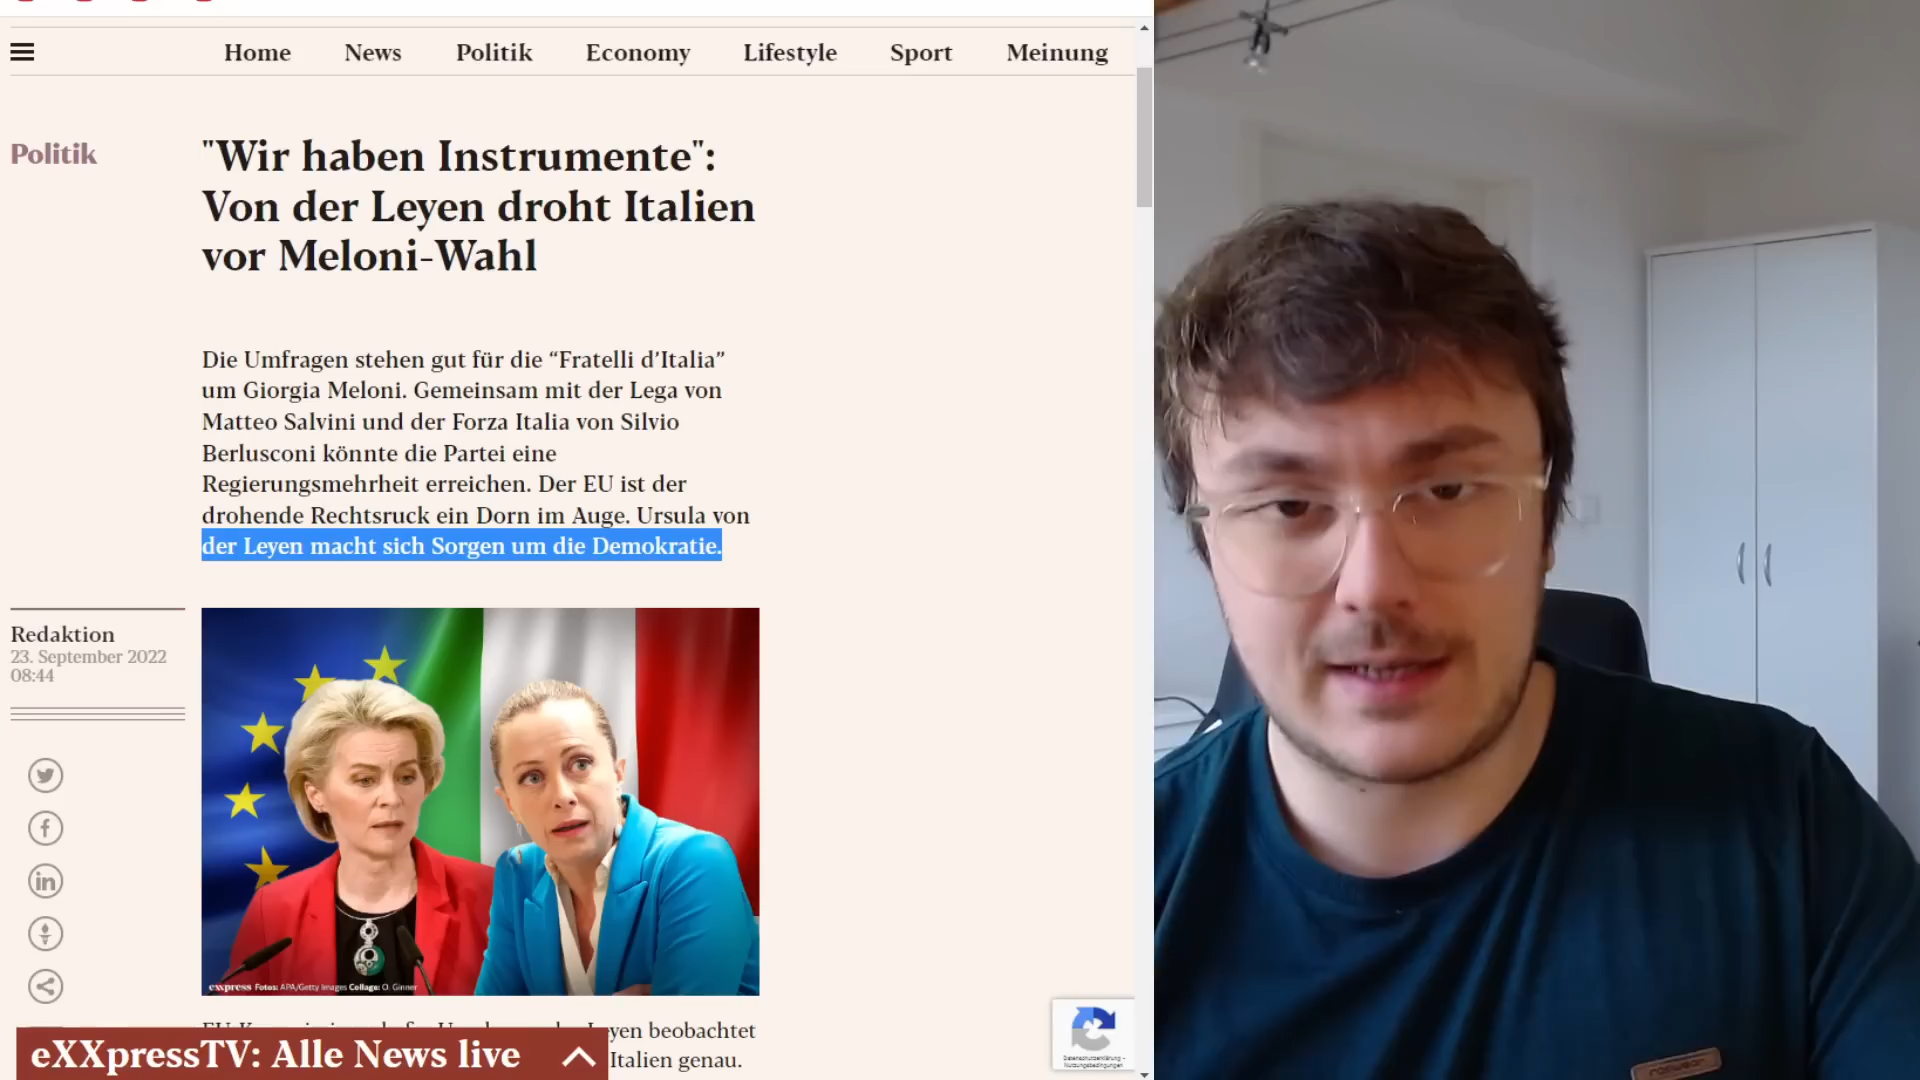 Home News Politik Economy Lifestyle Sport Meinung
Politik
"Wir haben Instrumente":
Von der Leyen droht Italien
vor Meloni-Wahl
Die Umfragen stehen gut für die “Fratelli d’Italia”
um Giorgia Meloni. Gemeinsam mit der Lega von
Matteo Salvini und der Forza Italia von Silvio
Berlusconi könnte die Partei eine
Regierungsmehrheit erreichen. Der EU ist der
drohende Rechtsruck ein Dorn im Auge. Ursula von
der Leyen macht sich Sorgen um die Demokratie.
Redaktion
23. September 2022
08:44
exxpress Fotos: APA/Getty Images Collage: O. Ginner
beobachtet
Italien genau.
eXXpressTV: Alle News live
Datenschutzerklärung -
Nutzungsbedingungen